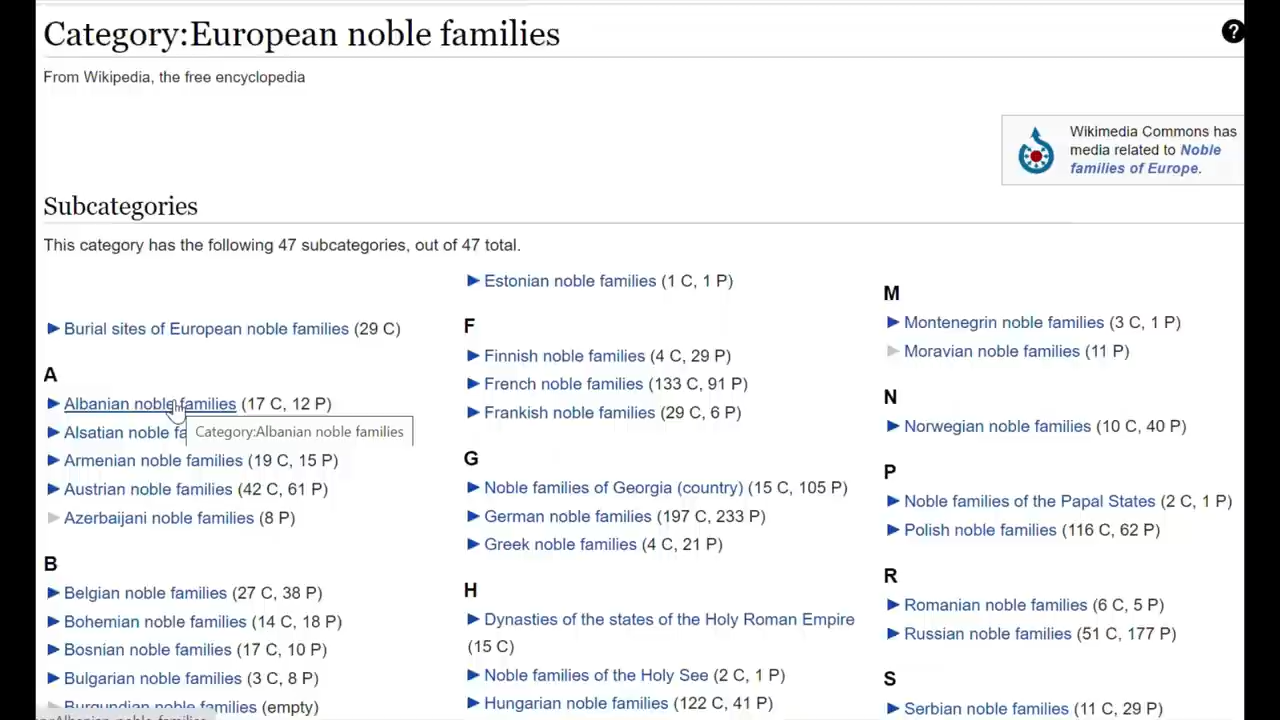 Category:European noble families
?
From Wikipedia, the free encyclopedia
Wikimedia Commons has
media related to Noble
families of Europe.
Subcategories
This category has the following 47 subcategories, out of 47 total.
Burial sites of European noble families (29 C)
A
Albanian noble families (17 C, 12 P)
Alsatian noble fa
Category:Albanian noble families
Armenian noble families (19 C, 15 P)
Austrian noble families (42 C, 61 P)
Azerbaijani noble families (8 P)
B
Belgian noble families (27 C, 38 P)
Bohemian noble families (14 C, 18 P)
Bosnian noble families (17 C, 10 P)
Bulgarian noble families (3 C, 8 P)
Burgundian noble families (empty)
Estonian noble families (1 C, 1 P)
F
Finnish noble families (4 C, 29 P)
French noble families (133 C, 91 P)
Frankish noble families (29 C, 6 P)
G
Noble families of Georgia (country) (15 C, 105 P)
German noble families (197 C, 233 P)
Greek noble families (4 C, 21 P)
H
Dynasties of the states of the Holy Roman Empire
(15 C)
Noble families of the Holy See (2 C, 1 P)
Hungarian noble families (122 C, 41 P)
M
Montenegrin noble families (3 C, 1 P)
Moravian noble families (11 P)
N
Norwegian noble families (10 C, 40 P)
P
Noble families of the Papal States (2 C, 1 P)
Polish noble families (116 C, 62 P)
R
Romanian noble families (6 C, 5 P)
Russian noble families (51 C, 177 P)
S
Serbian noble families (11 C, 29 P)